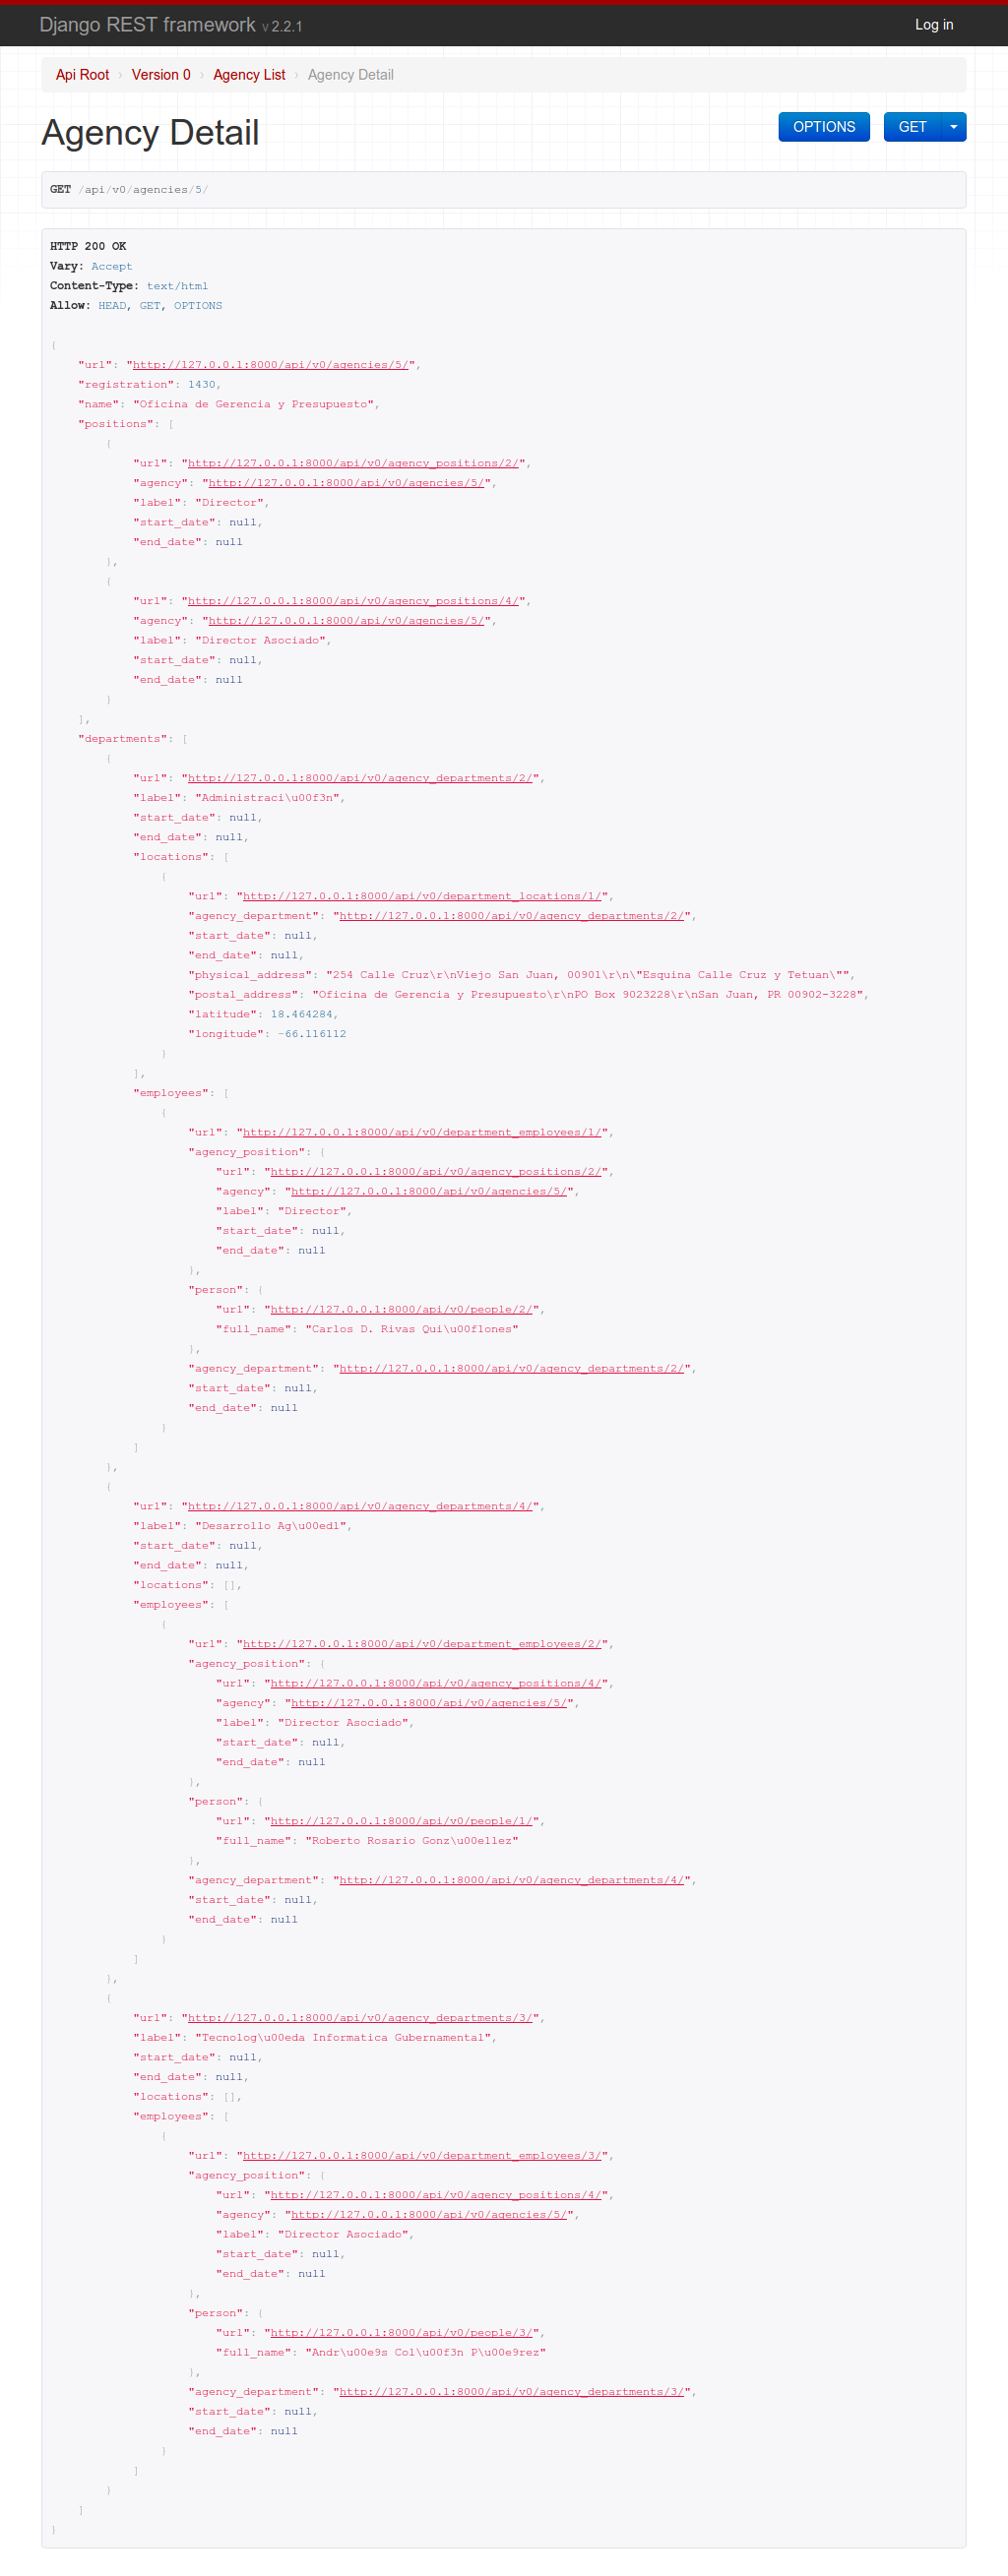 Django REST framework v 2.2.1
Log in
Api Root › Version 0 › Agency List › Agency Detail
Agency Detail
OPTIONS
GET
GET /api/v0/agencies/5/
HTTP 200 OK
Vary: Accept
Content-Type: text/html
Allow: HEAD, GET, OPTIONS
{
    "url": "http://127.0.0.1:8000/api/v0/agencies/5/",
    "registration": 1430,
    "name": "Oficina de Gerencia y Presupuesto",
    "positions": [
        {
            "url": "http://127.0.0.1:8000/api/v0/agency_positions/2/",
            "agency": "http://127.0.0.1:8000/api/v0/agencies/5/",
            "label": "Director",
            "start_date": null,
            "end_date": null
        },
        {
            "url": "http://127.0.0.1:8000/api/v0/agency_positions/4/",
            "agency": "http://127.0.0.1:8000/api/v0/agencies/5/",
            "label": "Director Asociado",
            "start_date": null,
            "end_date": null
        }
    ],
    "departments": [
        {
            "url": "http://127.0.0.1:8000/api/v0/agency_departments/2/",
            "label": "Administraci\u00f3n",
            "start_date": null,
            "end_date": null,
            "locations": [
                {
                    "url": "http://127.0.0.1:8000/api/v0/department_locations/1/",
                    "agency_department": "http://127.0.0.1:8000/api/v0/agency_departments/2/",
                    "start_date": null,
                    "end_date": null,
                    "physical_address": "254 Calle Cruz\r\nViejo San Juan, 00901\r\n\"Esquina Calle Cruz y Tetuan\"",
                    "postal_address": "Oficina de Gerencia y Presupuesto\r\nPO Box 9023228\r\nSan Juan, PR 00902-3228",
                    "latitude": 18.464284,
                    "longitude": -66.116112
                }
            ],
            "employees": [
                {
                    "url": "http://127.0.0.1:8000/api/v0/department_employees/1/",
                    "agency_position": {
                        "url": "http://127.0.0.1:8000/api/v0/agency_positions/2/",
                        "agency": "http://127.0.0.1:8000/api/v0/agencies/5/",
                        "label": "Director",
                        "start_date": null,
                        "end_date": null
                    },
                    "person": {
                        "url": "http://127.0.0.1:8000/api/v0/people/2/",
                        "full_name": "Carlos D. Rivas Qui\u00f1ones"
                    },
                    "agency_department": "http://127.0.0.1:8000/api/v0/agency_departments/2/",
                    "start_date": null,
                    "end_date": null
                }
            ]
        },
        {
            "url": "http://127.0.0.1:8000/api/v0/agency_departments/4/",
            "label": "Desarrollo Ag\u00edl",
            "start_date": null,
            "end_date": null,
            "locations": [],
            "employees": [
                {
                    "url": "http://127.0.0.1:8000/api/v0/department_employees/2/",
                    "agency_position": {
                        "url": "http://127.0.0.1:8000/api/v0/agency_positions/4/",
                        "agency": "http://127.0.0.1:8000/api/v0/agencies/5/",
                        "label": "Director Asociado",
                        "start_date": null,
                        "end_date": null
                    },
                    "person": {
                        "url": "http://127.0.0.1:8000/api/v0/people/1/",
                        "full_name": "Roberto Rosario Gonz\u00e1lez"
                    },
                    "agency_department": "http://127.0.0.1:8000/api/v0/agency_departments/4/",
                    "start_date": null,
                    "end_date": null
                }
            ]
        },
        {
            "url": "http://127.0.0.1:8000/api/v0/agency_departments/3/",
            "label": "Tecnolog\u00eda Informatica Gubernamental",
            "start_date": null,
            "end_date": null,
            "locations": [],
            "employees": [
                {
                    "url": "http://127.0.0.1:8000/api/v0/department_employees/3/",
                    "agency_position": {
                        "url": "http://127.0.0.1:8000/api/v0/agency_positions/4/",
                        "agency": "http://127.0.0.1:8000/api/v0/agencies/5/",
                        "label": "Director Asociado",
                        "start_date": null,
                        "end_date": null
                    },
                    "person": {
                        "url": "http://127.0.0.1:8000/api/v0/people/3/",
                        "full_name": "Andr\u00e9s Col\u00f3n P\u00e9rez"
                    },
                    "agency_department": "http://127.0.0.1:8000/api/v0/agency_departments/3/",
                    "start_date": null,
                    "end_date": null
                }
            ]
        }
    ]
}